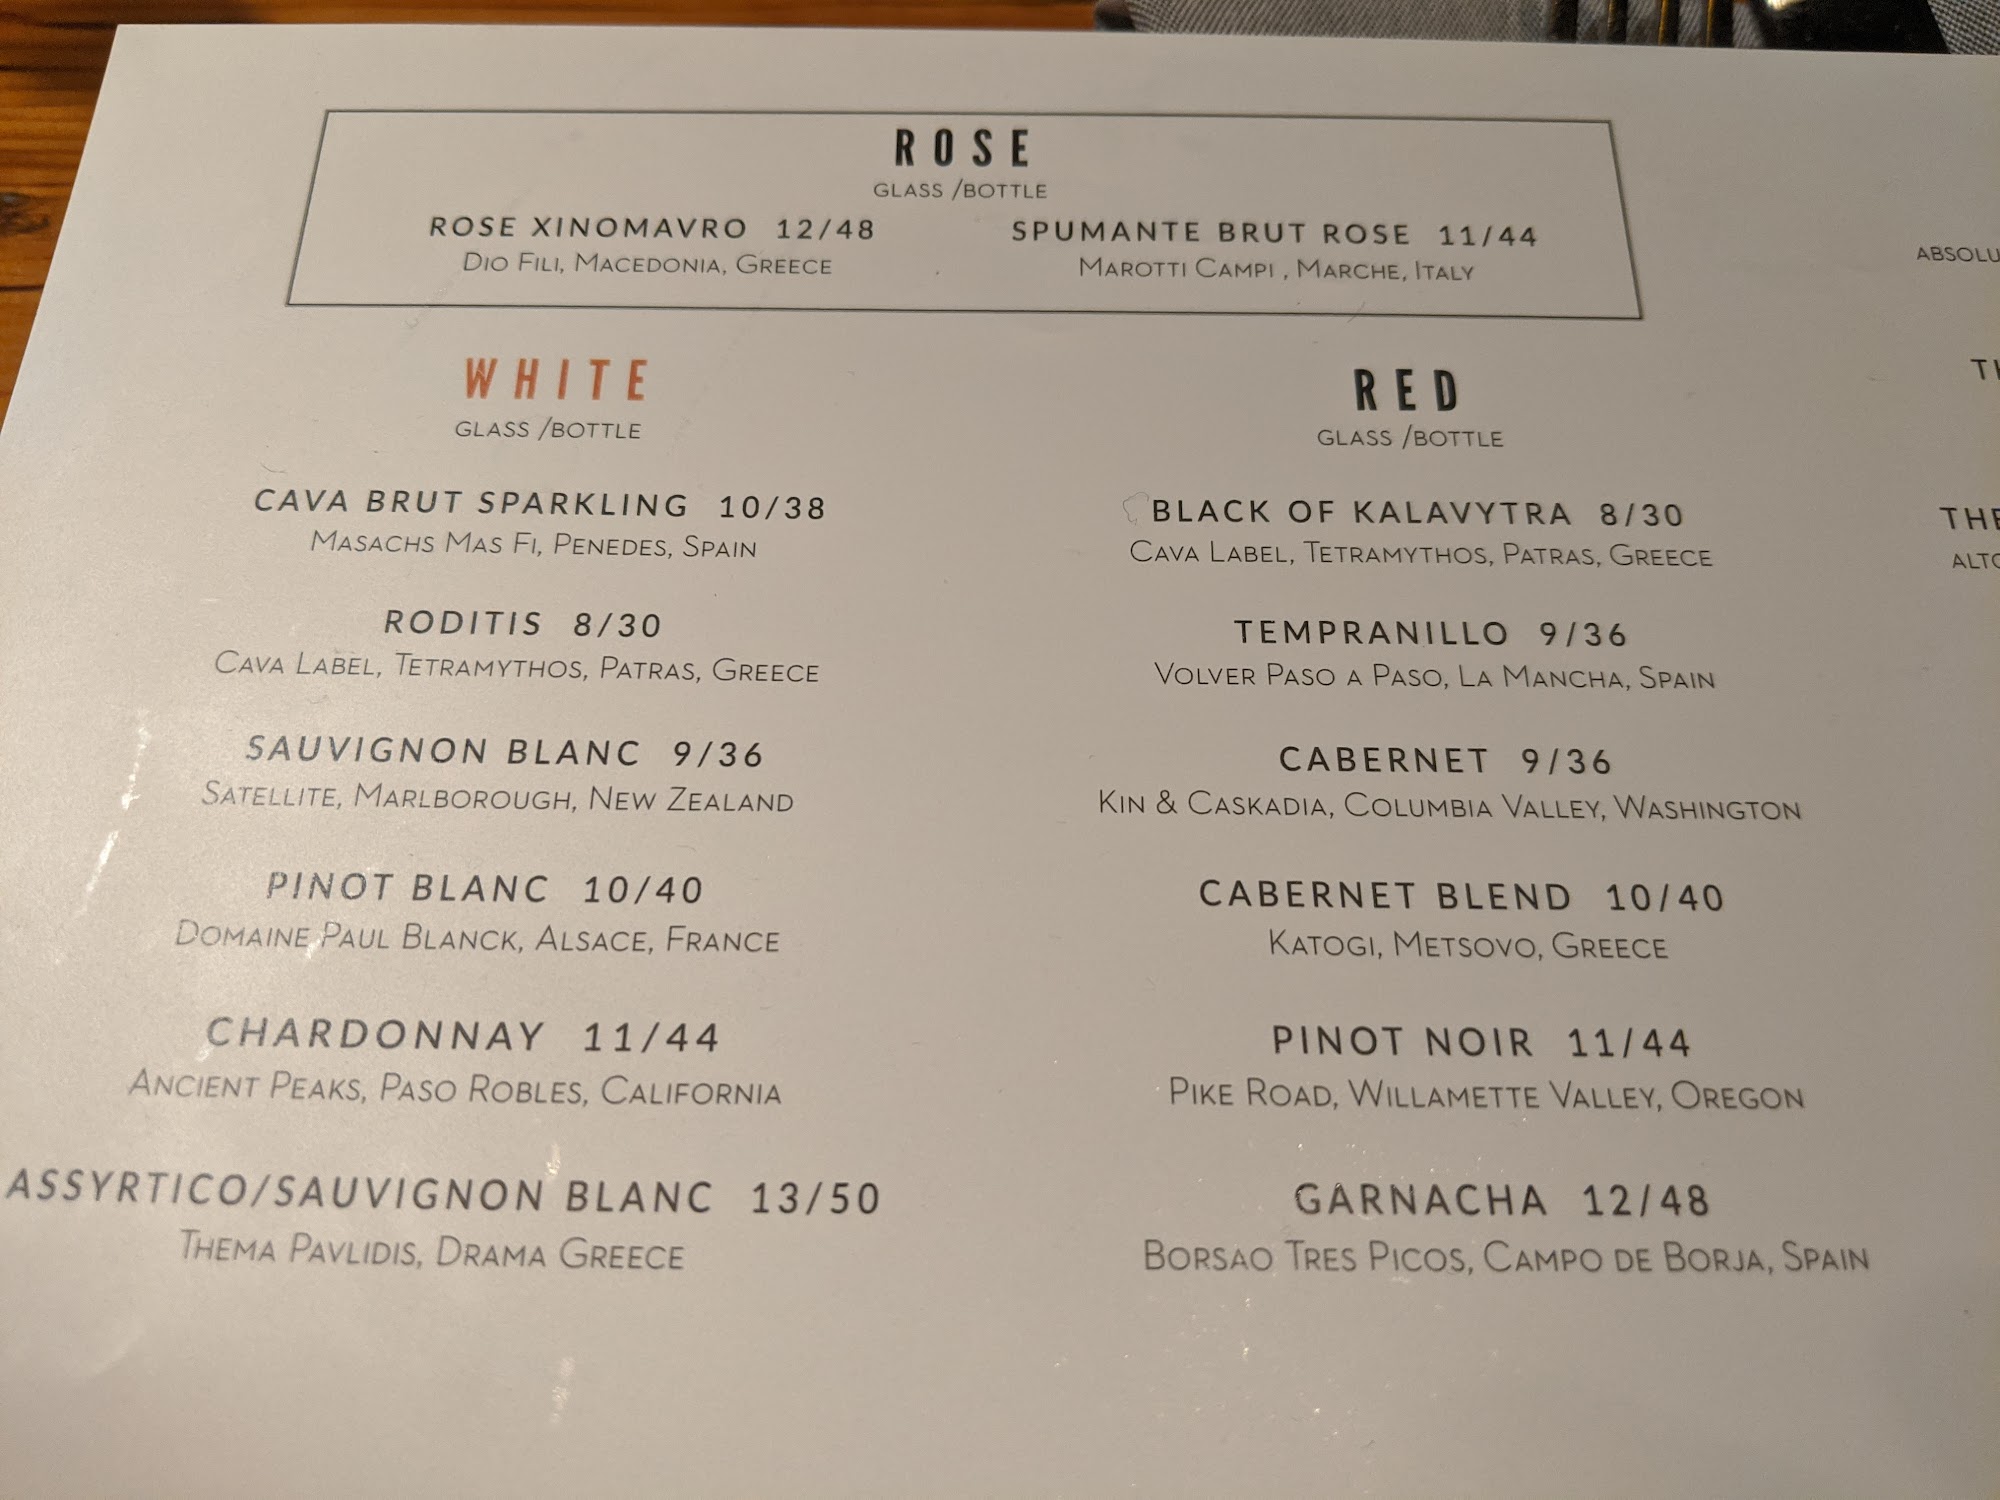 ROSE
GLASS /BOTTLE
ROSE XINOMAVRO 12/48
DIO FILI, MACEDONIA, GREECE
SPUMANTE BRUT ROSE 11/44
MAROTTI CAMPI , MARCHE, ITALY
WHITE
GLASS /BOTTLE
CAVA BRUT SPARKLING 10/38
MASACHS MAS FI, PENEDES, SPAIN
RODITIS 8/30
CAVA LABEL, TETRAMYTHOS, PATRAS, GREECE
SAUVIGNON BLANC 9/36
SATELLITE, MARLBOROUGH, NEW ZEALAND
PINOT BLANC 10/40
DOMAINE PAUL BLANCK, ALSACE, FRANCE
CHARDONNAY 11/44
ANCIENT PEAKS, PASO ROBLES, CALIFORNIA
ASSYRTICO/SAUVIGNON BLANC 13/50
THEMA PAVLIDIS, DRAMA GREECE
RED
GLASS /BOTTLE
BLACK OF KALAVYTRA 8/30
CAVA LABEL, TETRAMYTHOS, PATRAS, GREECE
TEMPRANILLO 9/36
VOLVER PASO A PASO, LA MANCHA, SPAIN
CABERNET 9/36
KIN & CASKADIA, COLUMBIA VALLEY, WASHINGTON
CABERNET BLEND 10/40
KATOGI, METSOVO, GREECE
PINOT NOIR 11/44
PIKE ROAD, WILLAMETTE VALLEY, OREGON
GARNACHA 12/48
BORSAO TRES PICOS, CAMPO DE BORJA, SPAIN